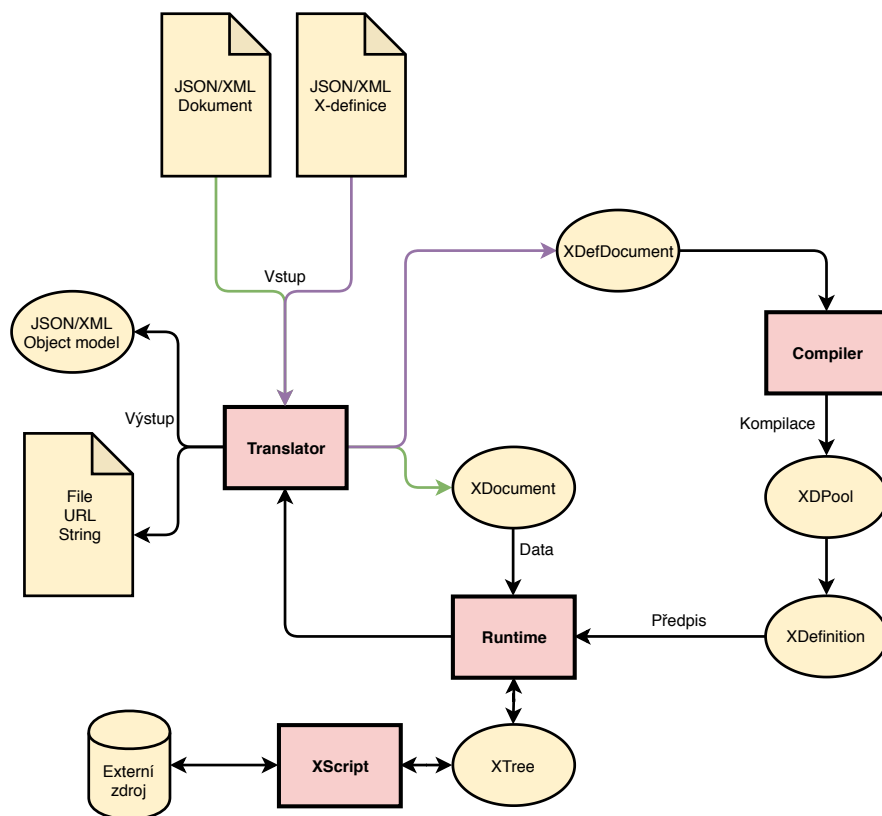 JSON/XML
Dokument
JSON/XML
X-definice
XDefDocument
Vstup
JSON/XML
Object model
Compiler
Výstup
Translator
Kompilace
XDocument
XDPool
File
URL
String
Data
Předpis
Runtime
XDefinition
Externí
zdroj
XScript
XTree